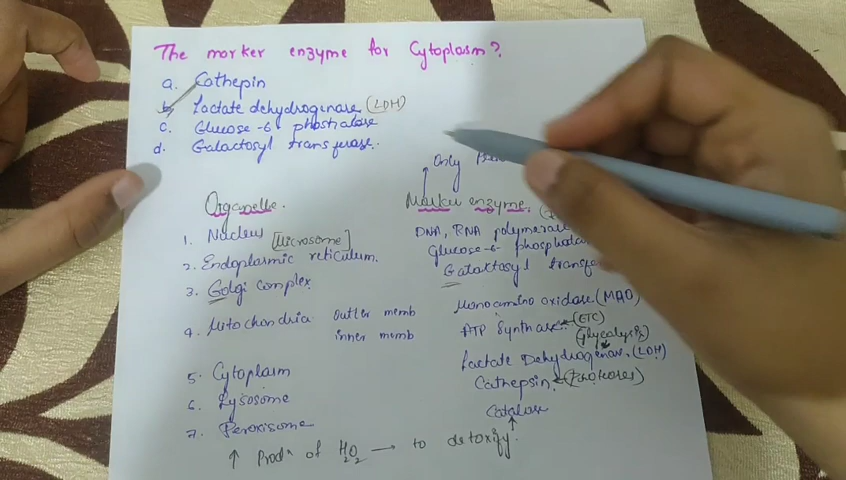 The marker enzyme for Cytoplasm?
a. Cathepin
b. Lactate dehydroginase (LDH)
c. Glucose-6 phosphatase
d. Galactosyl transferase.
Only
Organelle. Marker enzyme.
1. Nucleus DNA, RNA polymerase
[Microsome]
2. Endoplasmic reticulum. Glucose-6 phosphatase
3. Golgi complex Galaktosyl transfe
4. Mitochondria outter memb Monoamino oxidase (MAO)
inner memb ATP Synthase (ETC)
(Glycolysis)
5. Cytoplasm Lactate Dehydrogenase. (LDH)
6. Lysosome Cathepsin (Proteases)
7. Peroxisome Catalase
↑ Prodn of H2O2 → to detoxify.